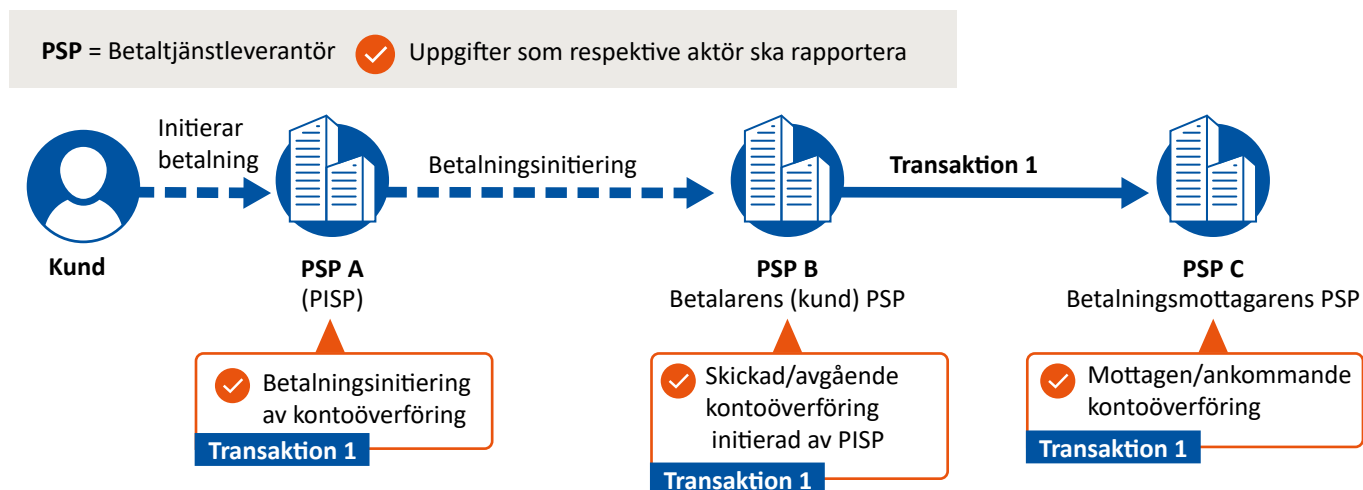 PSP = Betaltjänstleverantör
Uppgifter som respektive aktör ska rapportera
Initierar
betalning
Betalningsinitiering
Transaktion 1
Kund
PSP A
(PISP)
PSP B
Betalarens (kund) PSP
PSP C
Betalningsmottagarens PSP
Betalningsinitiering
av kontoöverföring
Transaktion 1
Skickad/avgående
kontoöverföring
initierad av PISP
Transaktion 1
Mottagen/ankommande
kontoöverföring
Transaktion 1